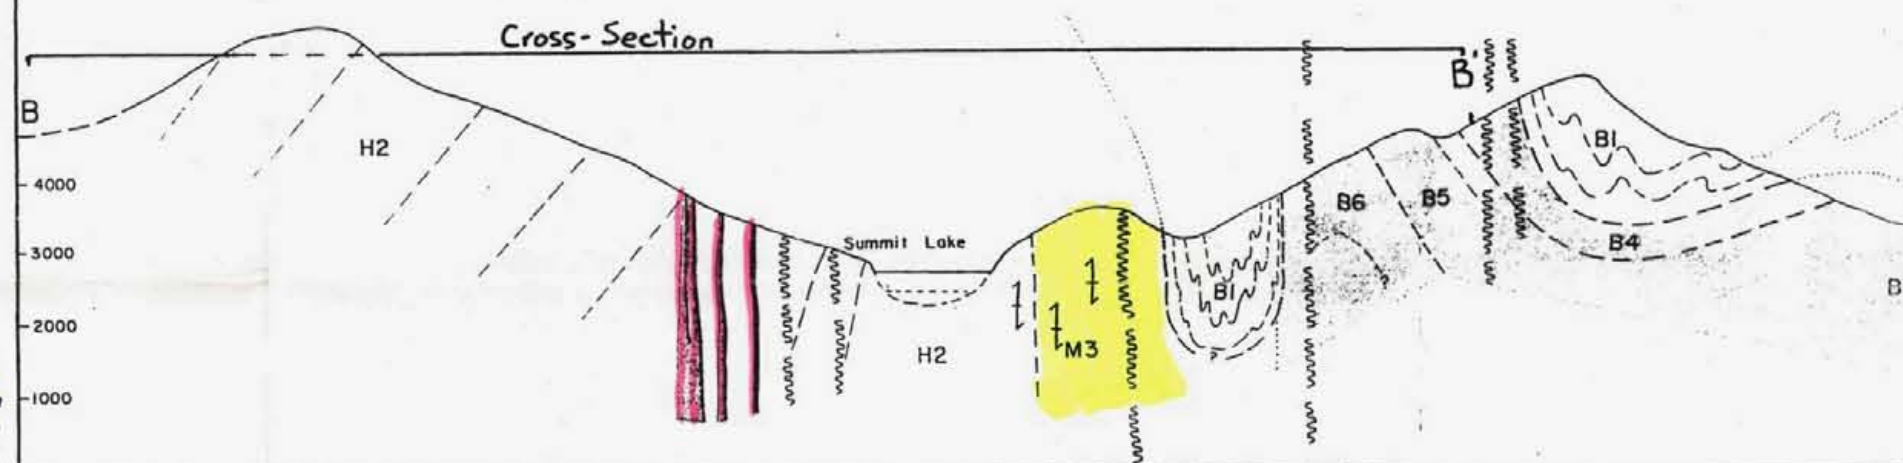 Cross-Section
B
B'
B1
H2
4000
B6
B5
Summit Lake
3000
B4
B1
2000
H2
M3
1000
B